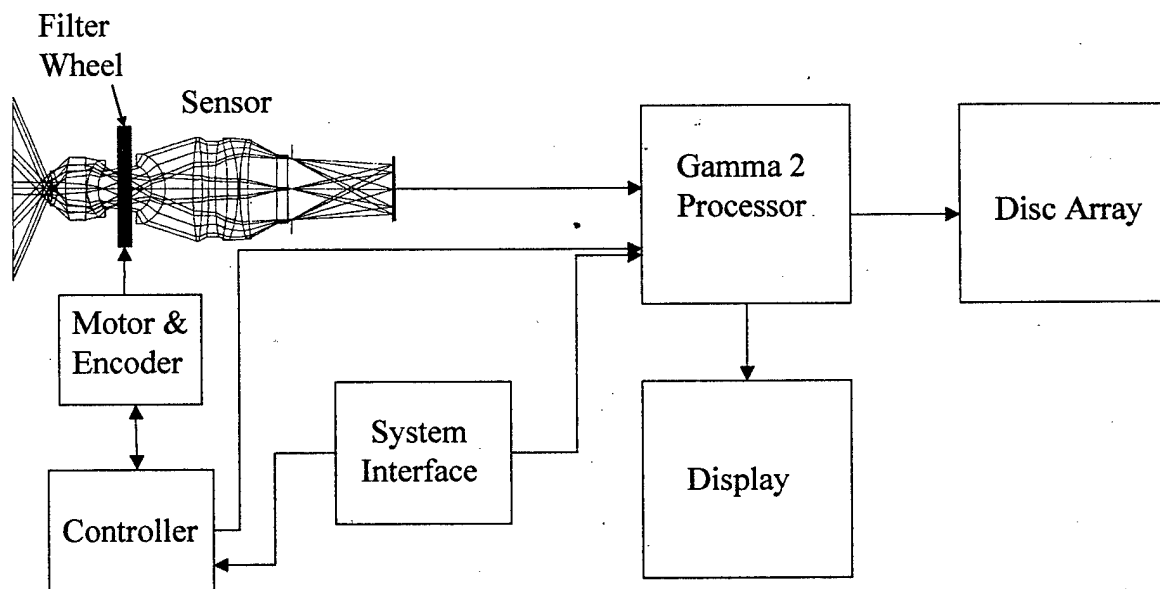 Filter
Wheel
Sensor
Gamma 2
Processor
Disc Array
Motor &
Encoder
System
Interface
Display
Controller